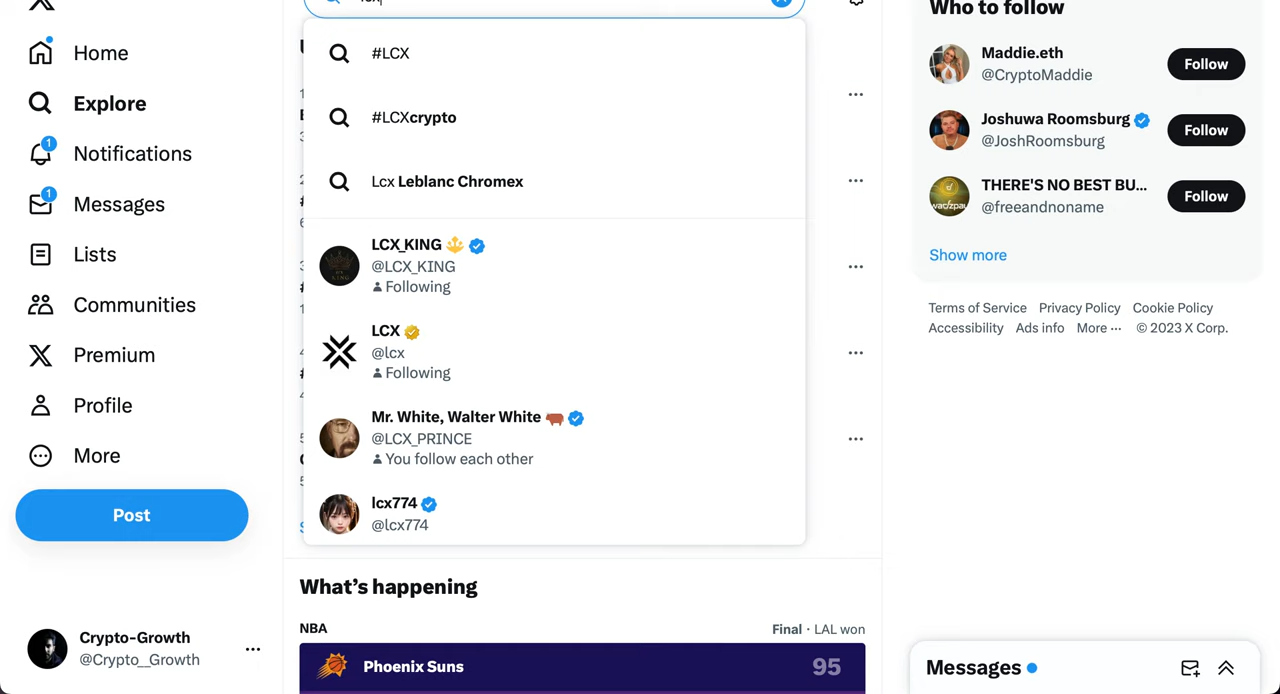 Home
Explore
1
Notifications
1
Messages
Lists
Communities
Premium
Profile
More
Post
Crypto-Growth
@Crypto__Growth
#LCX
#LCXcrypto
Lcx Leblanc Chromex
LCX_KING
@LCX_KING
Following
LCX
@lcx
Following
Mr. White, Walter White
@LCX_PRINCE
You follow each other
lcx774
@lcx774
What's happening
NBA
Final · LAL won
Phoenix Suns 95
Who to follow
Maddie.eth
@CryptoMaddie
Follow
Joshuwa Roomsburg
@JoshRoomsburg
Follow
THERE'S NO BEST BU...
@freeandnoname
Follow
Show more
Terms of Service Privacy Policy Cookie Policy
Accessibility Ads info More ··· © 2023 X Corp.
Messages